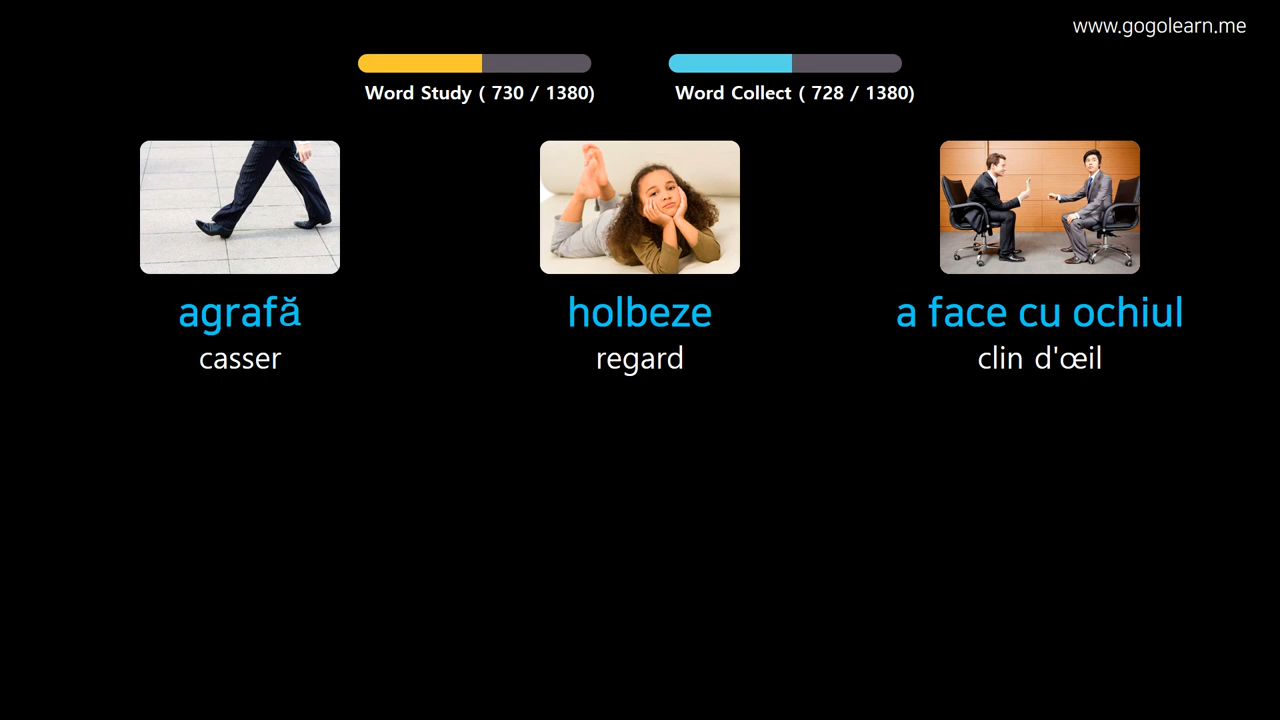 www.gogolearn.me
Word Study ( 730 / 1380)
Word Collect ( 728 / 1380)
agrafă
casser
holbeze
regard
a face cu ochiul
clin d'œil